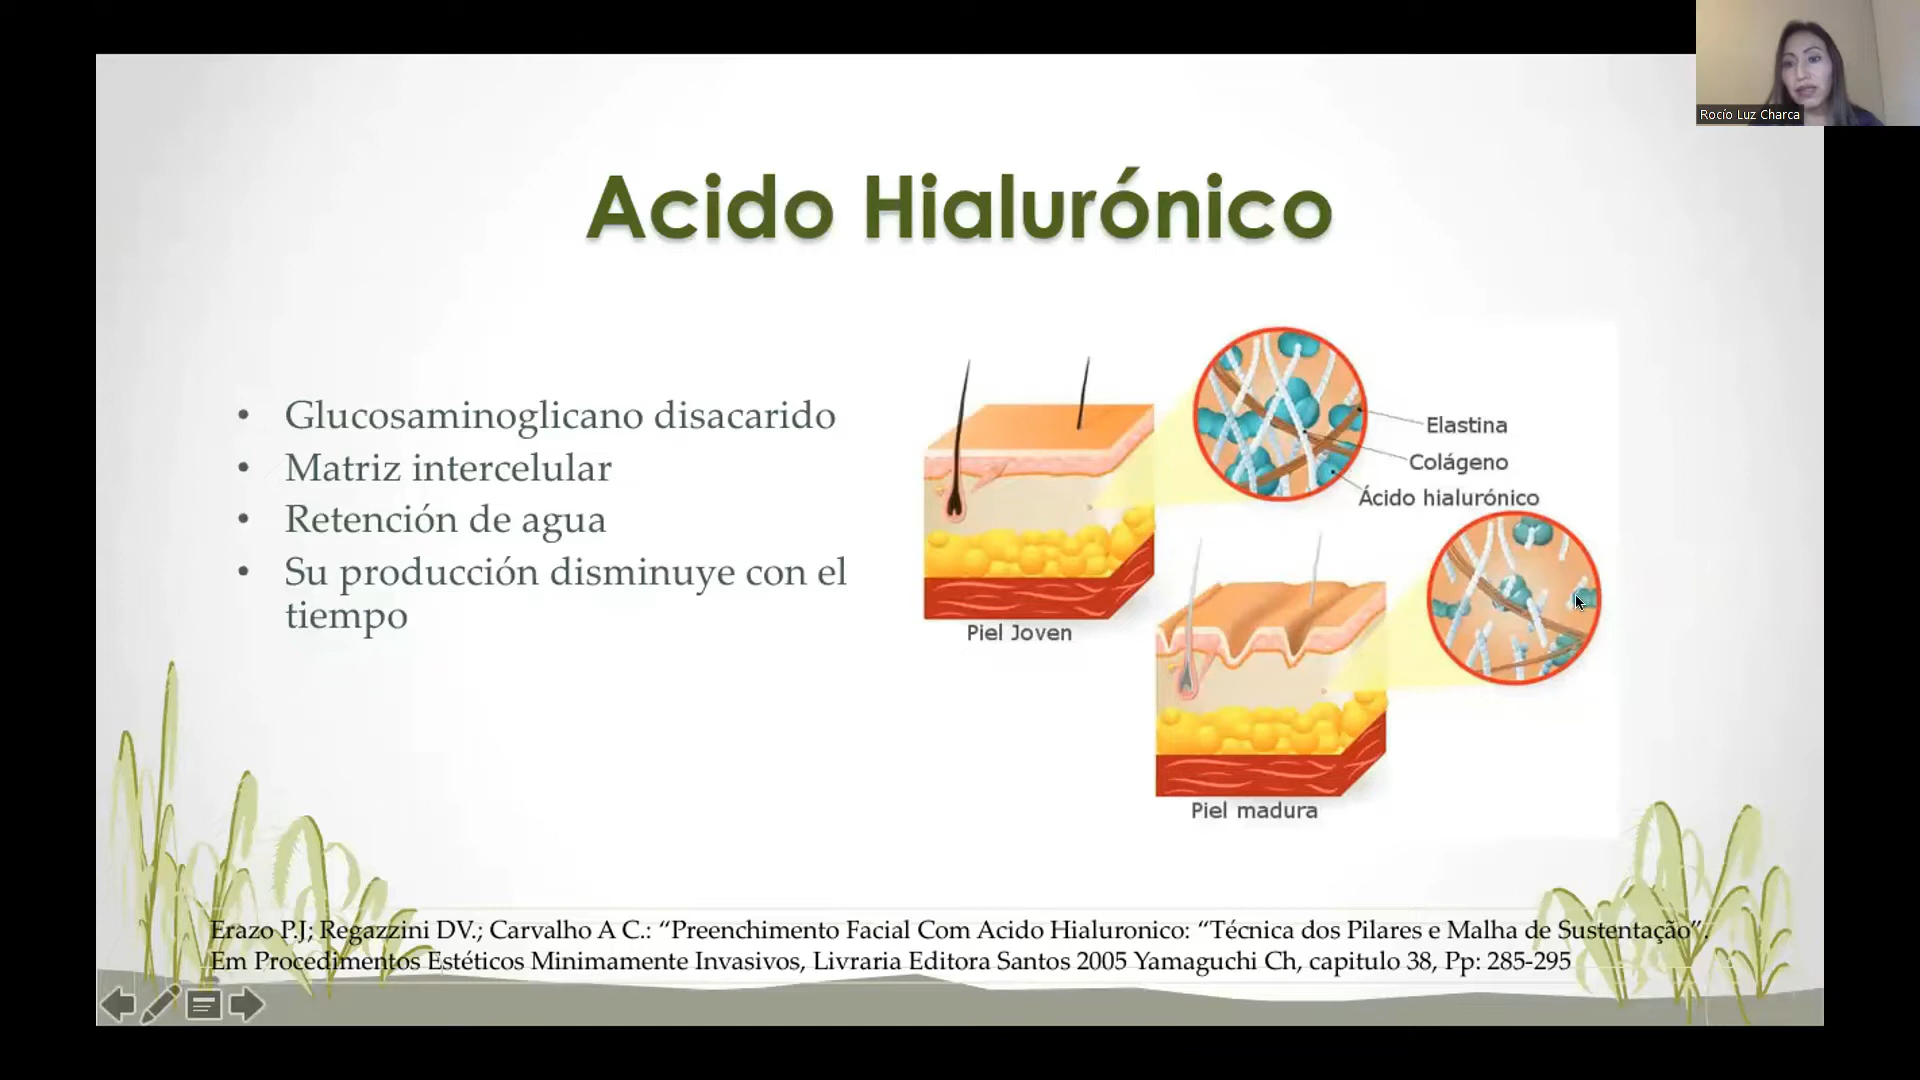 Rocío Luz Charca
Acido Hialurónico
• Glucosaminoglicano disacarido
• Matriz intercelular
• Retención de agua
• Su producción disminuye con el
tiempo
Elastina
Colágeno
Ácido hialurónico
Piel Joven
Piel madura
Erazo P.J; Regazzini DV.; Carvalho A C.: “Preenchimento Facial Com Acido Hialuronico: “Técnica dos Pilares e Malha de Sustentação”.
Em Procedimentos Estéticos Minimamente Invasivos, Livraria Editora Santos 2005 Yamaguchi Ch, capitulo 38, Pp: 285-295